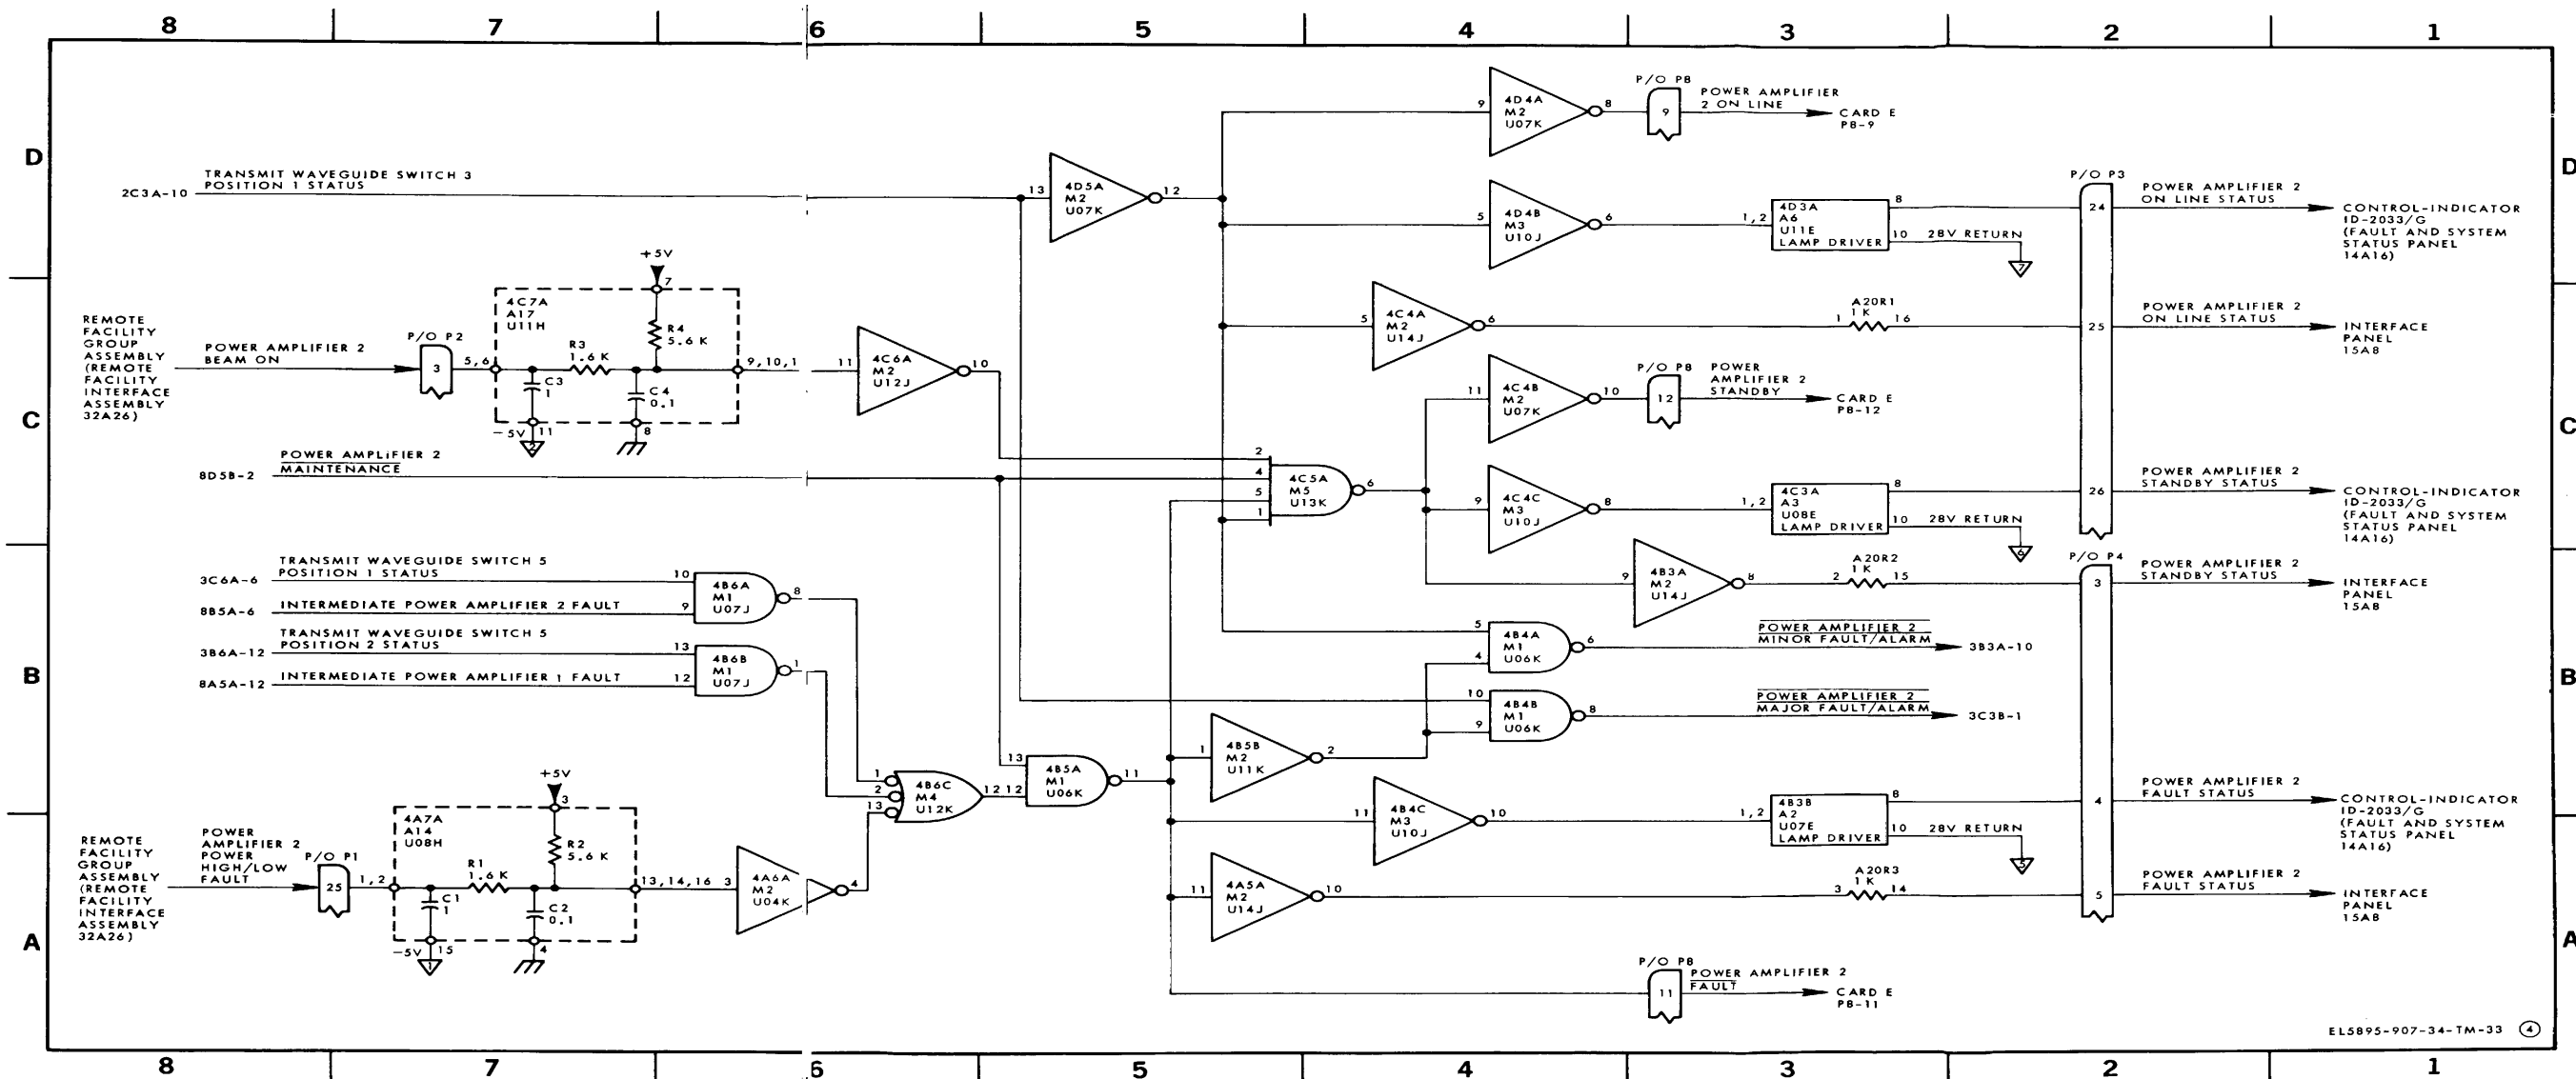 8 7 6 5 4 3 2 1
D
C
B
A
2C3A-10
TRANSMIT WAVEGUIDE SWITCH 3
POSITION 1 STATUS
13
4D5A
M2
U07K
12
9
4D4A
M2
U07K
8
P/O P8
9
POWER AMPLIFIER
2 ON LINE
CARD E
P8-9
5
4D4B
M3
U10J
6
1,2
4D3A
A6
U11E
LAMP DRIVER
8
10
28V RETURN
7
P/O P3
24
POWER AMPLIFIER 2
ON LINE STATUS
CONTROL-INDICATOR
ID-2033/G
(FAULT AND SYSTEM
STATUS PANEL
14A16)
REMOTE
FACILITY
GROUP
ASSEMBLY
(REMOTE
FACILITY
INTERFACE
ASSEMBLY
32A26)
POWER AMPLIFIER 2
BEAM ON
P/O P2
3
5,6
4C7A
A17
U11H
+5V
7
R4
5.6 K
R3
1.6 K
C3
1
C4
0.1
-5V
11
2
8
9,10,1
11
4C6A
M2
U12J
10
5
4C4A
M2
U14J
6
A20R1
1K
1
16
25
POWER AMPLIFIER 2
ON LINE STATUS
INTERFACE
PANEL
15A8
11
4C4B
M2
U07K
10
P/O P8
12
POWER
AMPLIFIER 2
STANDBY
CARD E
P8-12
8D5B-2
POWER AMPLIFIER 2
MAINTENANCE
2
4
5
1
4C5A
M5
U13K
6
9
4C4C
M3
U10J
8
1,2
4C3A
A3
U08E
LAMP DRIVER
8
10
28V RETURN
6
26
POWER AMPLIFIER 2
STANDBY STATUS
CONTROL-INDICATOR
ID-2033/G
(FAULT AND SYSTEM
STATUS PANEL
14A16)
3C6A-6
TRANSMIT WAVEGUIDE SWITCH 5
POSITION 1 STATUS
10
8B5A-6
INTERMEDIATE POWER AMPLIFIER 2 FAULT
9
4B6A
M1
U07J
8
9
4B3A
M2
U14J
8
A20R2
1K
2
15
P/O P4
3
POWER AMPLIFIER 2
STANDBY STATUS
INTERFACE
PANEL
15A8
3B6A-12
TRANSMIT WAVEGUIDE SWITCH 5
POSITION 2 STATUS
13
8A5A-12
INTERMEDIATE POWER AMPLIFIER 1 FAULT
12
4B6B
M1
U07J
1
5
4
4B4A
M1
U06K
6
POWER AMPLIFIER 2
MINOR FAULT/ALARM
3B3A-10
10
9
4B4B
M1
U06K
8
POWER AMPLIFIER 2
MAJOR FAULT/ALARM
3C3B-1
1
2
13
4B6C
M4
U12K
12
12
13
4B5A
M1
U06K
11
1
4B5B
M2
U11K
2
11
4B4C
M3
U10J
10
1,2
4B3B
A2
U07E
LAMP DRIVER
8
10
28V RETURN
5
4
POWER AMPLIFIER 2
FAULT STATUS
CONTROL-INDICATOR
ID-2033/G
(FAULT AND SYSTEM
STATUS PANEL
14A16)
REMOTE
FACILITY
GROUP
ASSEMBLY
(REMOTE
FACILITY
INTERFACE
ASSEMBLY
32A26)
POWER
AMPLIFIER 2
POWER
HIGH/LOW
FAULT
P/O P1
25
1,2
4A7A
A14
U08H
+5V
3
R2
5.6 K
R1
1.6 K
C1
1
C2
0.1
-5V
15
1
4
13,14,16
3
4A6A
M2
U04K
4
11
4A5A
M2
U14J
10
A20R3
1K
3
14
5
POWER AMPLIFIER 2
FAULT STATUS
INTERFACE
PANEL
15A8
P/O P8
11
POWER AMPLIFIER 2
FAULT
CARD E
P8-11
EL5895-907-34-TM-33 4
D
C
B
A
8 7 6 5 4 3 2 1